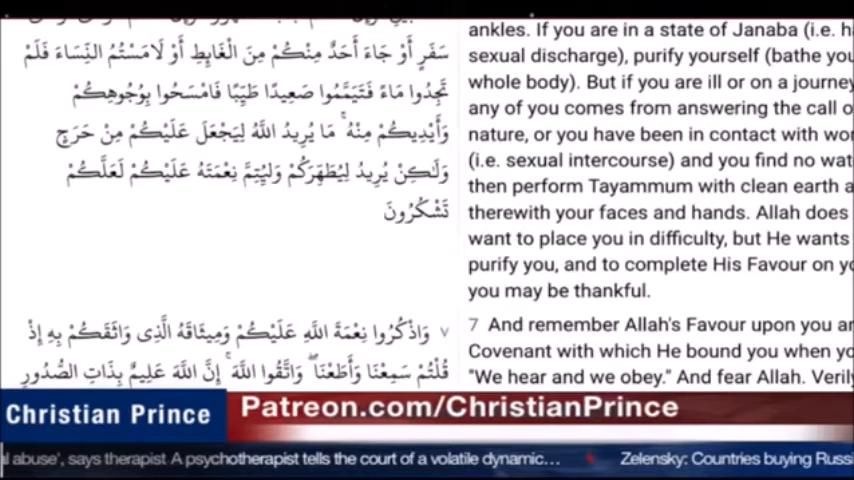 سَفَرٍ أَوْ جَاءَ أَحَدٌ مِنْكُمْ مِنَ الْغَائِطِ أَوْ لَامَسْتُمُ النِّسَاءَ فَلَمْ
تَجِدُوا مَاءً فَتَيَمَّمُوا صَعِيدًا طَيِّبًا فَامْسَحُوا بِوُجُوهِكُمْ
وَأَيْدِيكُمْ مِنْهُ ۚ مَا يُرِيدُ اللَّهُ لِيَجْعَلَ عَلَيْكُمْ مِنْ حَرَجٍ
وَلَكِنْ يُرِيدُ لِيُطَهِّرَكُمْ وَلِيُتِمَّ نِعْمَتَهُ عَلَيْكُمْ لَعَلَّكُمْ
تَشْكُرُونَ
٧ وَاذْكُرُوا نِعْمَةَ اللَّهِ عَلَيْكُمْ وَمِيثَاقَهُ الَّذِي وَاثَقَكُمْ بِهِ إِذْ
قُلْتُمْ سَمِعْنَا وَأَطَعْنَا ۖ وَاتَّقُوا اللَّهَ ۚ إِنَّ اللَّهَ عَلِيمٌ بِذَاتِ الصُّدُورِ
ankles. If you are in a state of Janaba (i.e.
sexual discharge), purify yourself (bathe
whole body). But if you are ill or on a journey
any of you comes from answering the call
nature, or you have been in contact with
(i.e. sexual intercourse) and you find no
then perform Tayammum with clean earth
therewith your faces and hands. Allah does
want to place you in difficulty, but He wants
purify you, and to complete His Favour on
you may be thankful.
7 And remember Allah's Favour upon you
Covenant with which He bound you when
"We hear and we obey." And fear Allah.
Christian Prince
Patreon.com/ChristianPrince
abuse', says therapist A psychotherapist tells the court of a volatile dynamic...
Zelensky: Countries buying